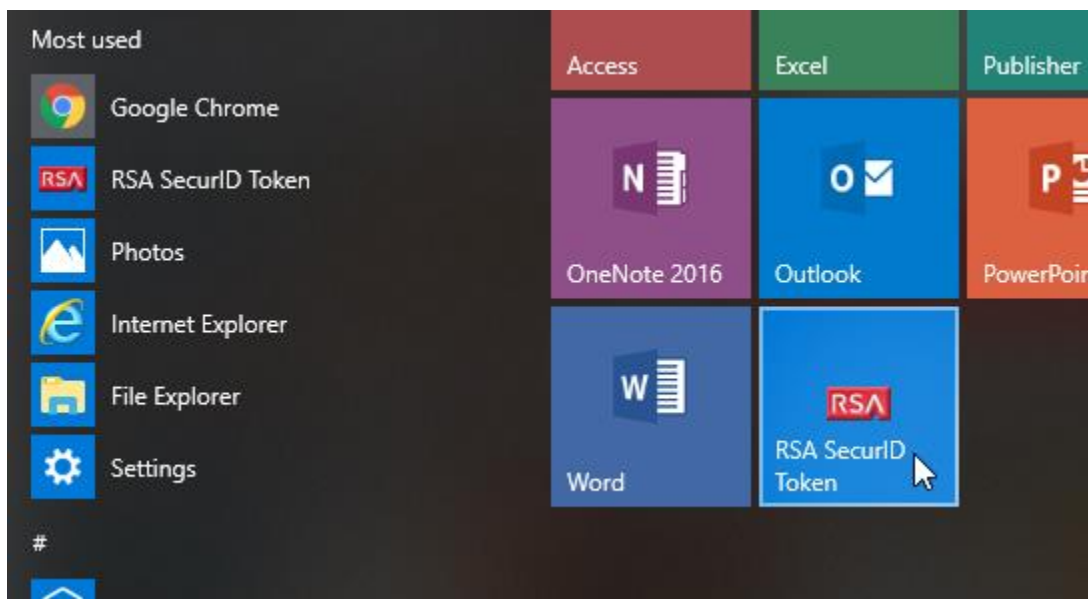 Most used
Google Chrome
RSA
RSA SecurID Token
Photos
Internet Explorer
File Explorer
Settings
#
Access
Excel
Publisher
N
OneNote 2016
O
Outlook
P
PowerPoin
W
Word
RSA
RSA SecurID
Token